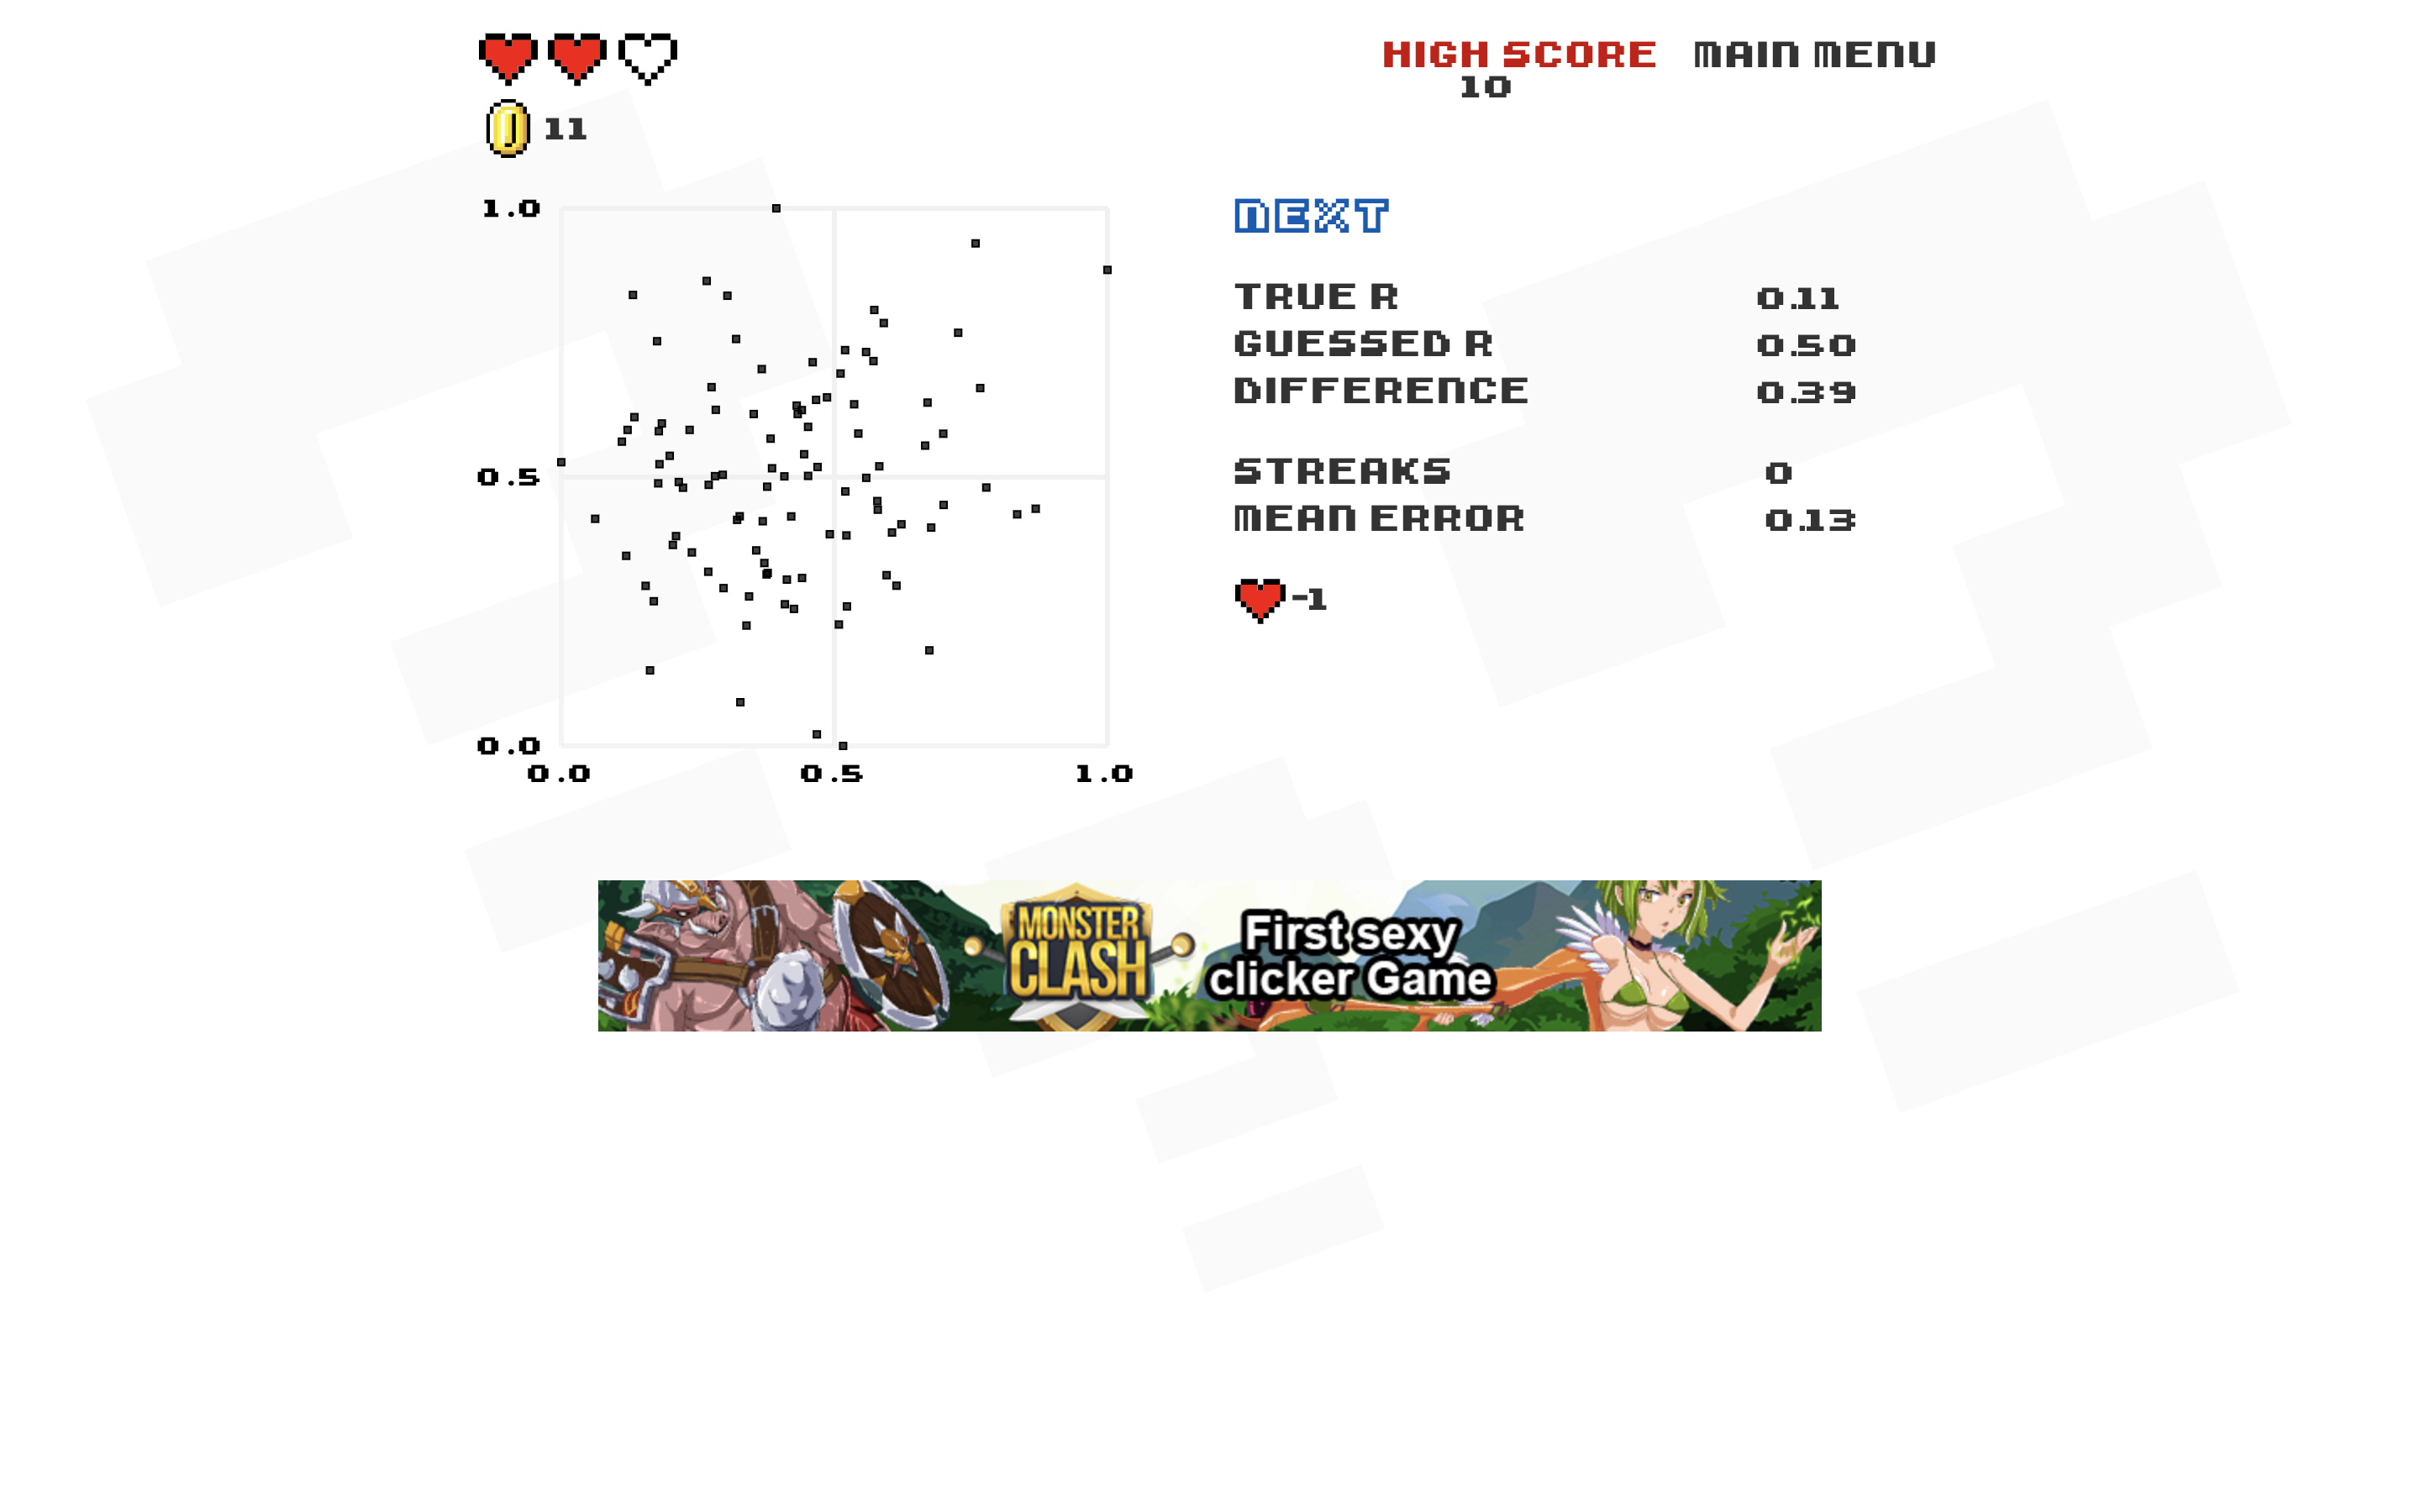 HIGH SCORE MAIN MENU
10
11
1.0
0.5
0.0
0.0 0.5 1.0
NEXT
TRUE R 0.11
GUESSED R 0.50
DIFFERENCE 0.39
STREAKS 0
MEAN ERROR 0.13
-1
MONSTER
CLASH
First sexy
clicker Game